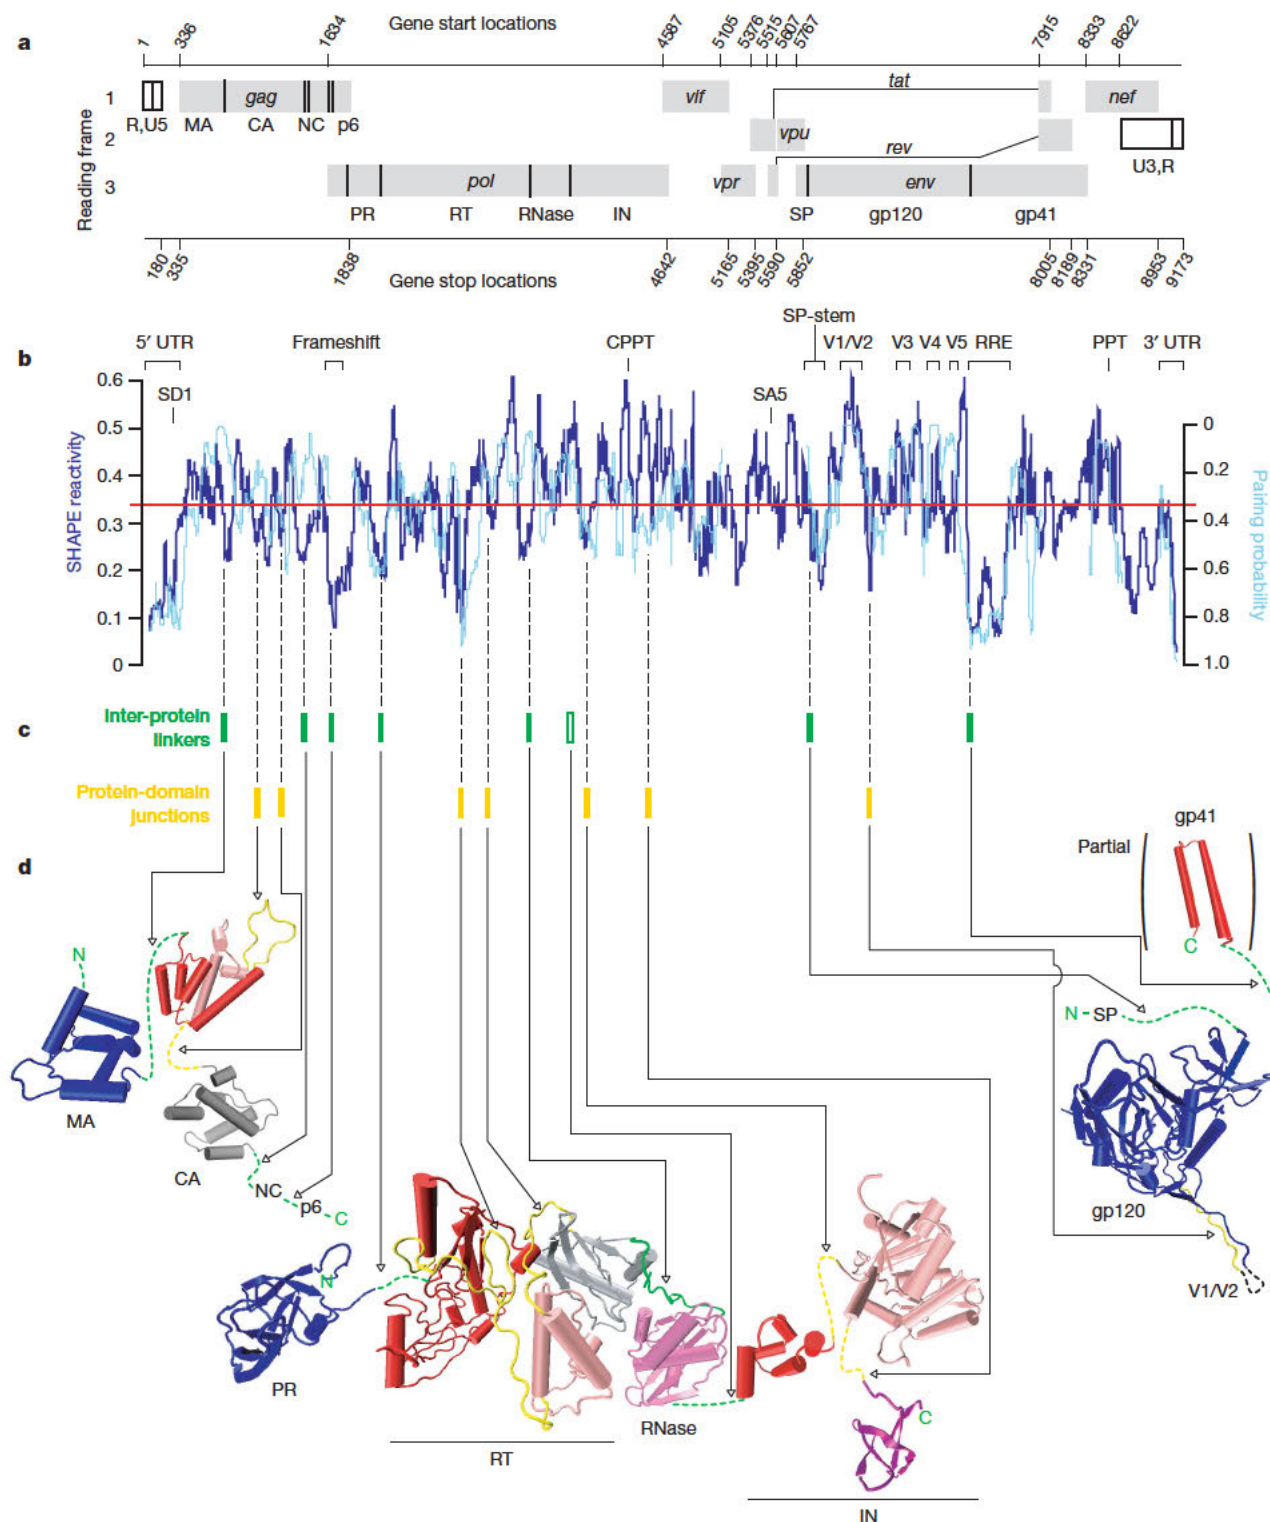 a
Gene start locations
1 336 1634 4587 5105 5376 5515 5607 5767 7915 8333 8622
Reading frame
1 gag vif tat nef
R,U5 MA CA NC p6
2 vpu rev
U3,R
3 pol vpr env
PR RT RNase IN SP gp120 gp41
180 335 1838 4642 5165 5395 5590 5852 8005 8189 8331 8953 9173
Gene stop locations
b
SP-stem
5′ UTR Frameshift CPPT V1/V2 V3 V4 V5 RRE PPT 3′ UTR
SD1 SA5
SHAPE reactivity
0.6
0.5
0.4
0.3
0.2
0.1
0
0
0.2
0.4
0.6
0.8
1.0
Pairing probability
c
Inter-protein
linkers
Protein-domain
junctions
d
gp41
Partial
C
N
N SP
MA
CA
NC
p6
C
gp120
V1/V2
N
PR
RT
RNase
C
IN